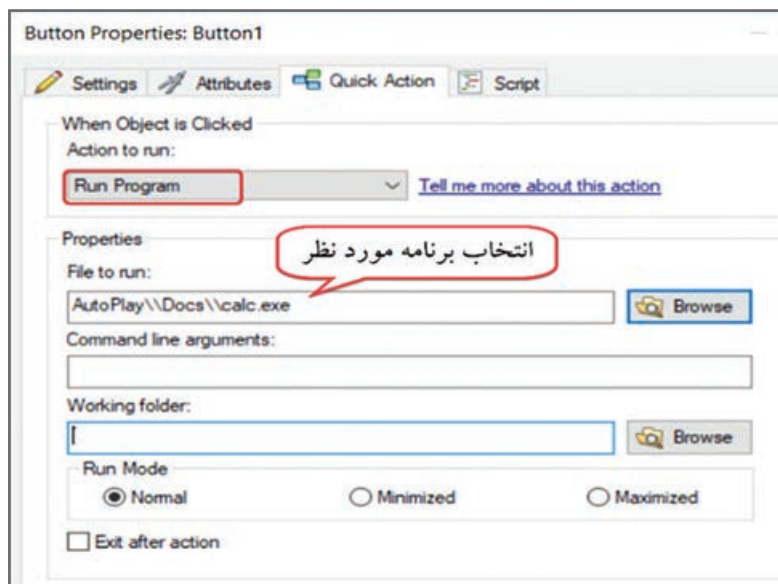 Button Properties: Button1
Settings Attributes Quick Action Script
When Object is Clicked
Action to run:
Run Program Tell me more about this action
Properties
انتخاب برنامه مورد نظر
File to run:
AutoPlay\\Docs\\calc.exe Browse
Command line arguments:
Working folder:
Browse
Run Mode
Normal Minimized Maximized
Exit after action